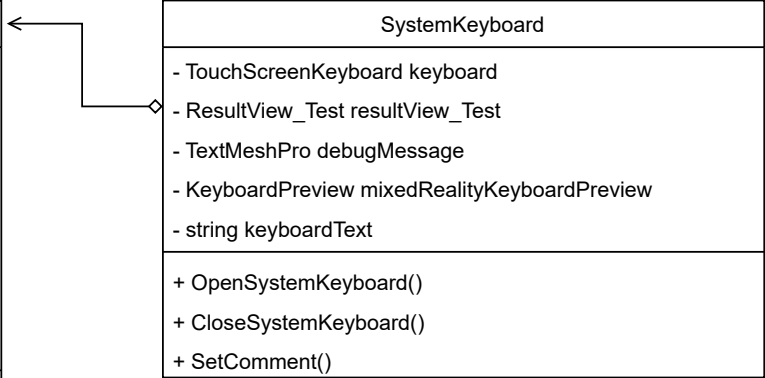 SystemKeyboard
- TouchScreenKeyboard keyboard
- ResultView_Test resultView_Test
- TextMeshPro debugMessage
- KeyboardPreview mixedRealityKeyboardPreview
- string keyboardText
+ OpenSystemKeyboard()
+ CloseSystemKeyboard()
+ SetComment()